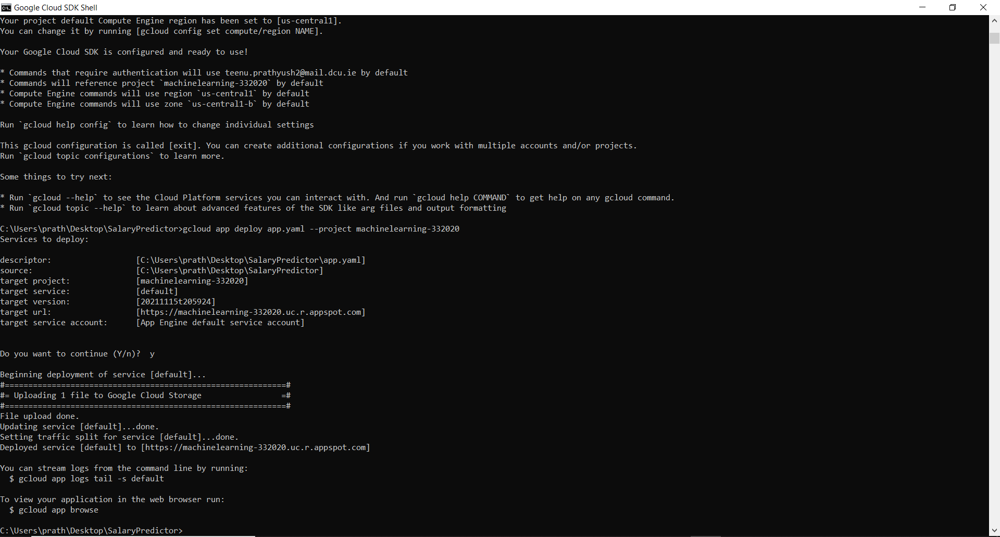 Google Cloud SDK Shell
Your project default Compute Engine region has been set to [us-central1].
You can change it by running [gcloud config set compute/region NAME].
Your Google Cloud SDK is configured and ready to use!
* Commands that require authentication will use teenu.prathyush2@mail.dcu.ie by default
* Commands will reference project `machinelearning-332020` by default
* Compute Engine commands will use region `us-central1` by default
* Compute Engine commands will use zone `us-central1-b` by default
Run `gcloud help config` to learn how to change individual settings
This gcloud configuration is called [exit]. You can create additional configurations if you work with multiple accounts and/or projects.
Run `gcloud topic configurations` to learn more.
Some things to try next:
* Run `gcloud --help` to see the Cloud Platform services you can interact with. And run `gcloud help COMMAND` to get help on any gcloud command.
* Run `gcloud topic --help` to learn about advanced features of the SDK like arg files and output formatting
C:\Users\prath\Desktop\SalaryPredictor>gcloud app deploy app.yaml --project machinelearning-332020
Services to deploy:
descriptor: [C:\Users\prath\Desktop\SalaryPredictor\app.yaml]
source: [C:\Users\prath\Desktop\SalaryPredictor]
target project: [machinelearning-332020]
target service: [default]
target version: [20211115t205924]
target url: [https://machinelearning-332020.uc.r.appspot.com]
target service account: [App Engine default service account]
Do you want to continue (Y/n)?  y
Beginning deployment of service [default]...
#============================================================#
#= Uploading 1 file to Google Cloud Storage                 =#
#============================================================#
File upload done.
Updating service [default]...done.
Setting traffic split for service [default]...done.
Deployed service [default] to [https://machinelearning-332020.uc.r.appspot.com]
You can stream logs from the command line by running:
$ gcloud app logs tail -s default
To view your application in the web browser run:
$ gcloud app browse
C:\Users\prath\Desktop\SalaryPredictor>